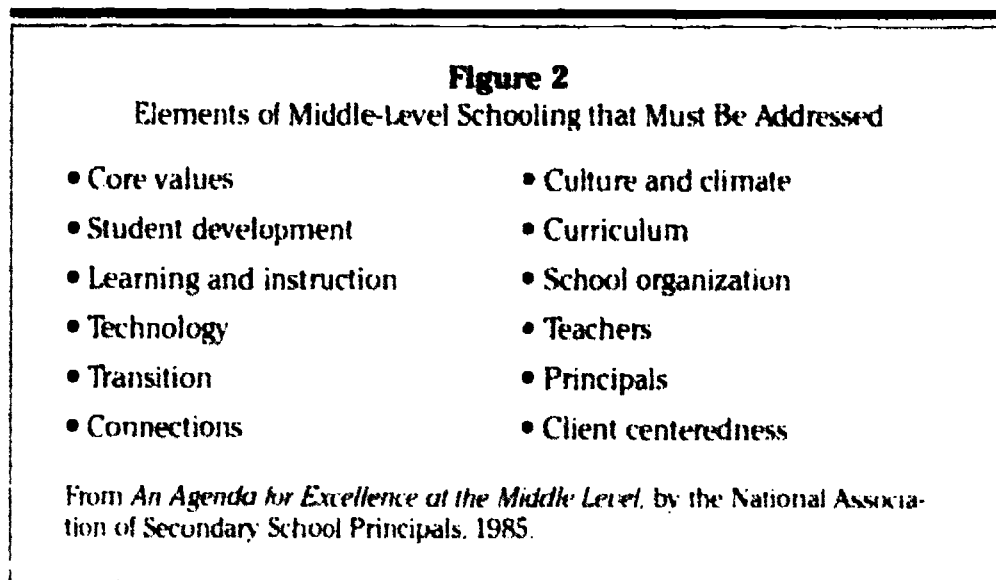 Figure 2
Elements of Middle-Level Schooling that Must Be Addressed
• Core values
• Student development
• Learning and instruction
• Technology
• Transition
• Connections
• Culture and climate
• Curriculum
• School organization
• Teachers
• Principals
• Client centeredness
From An Agenda for Excellence at the Middle Level, by the National Associa-
tion of Secondary School Principals, 1985.